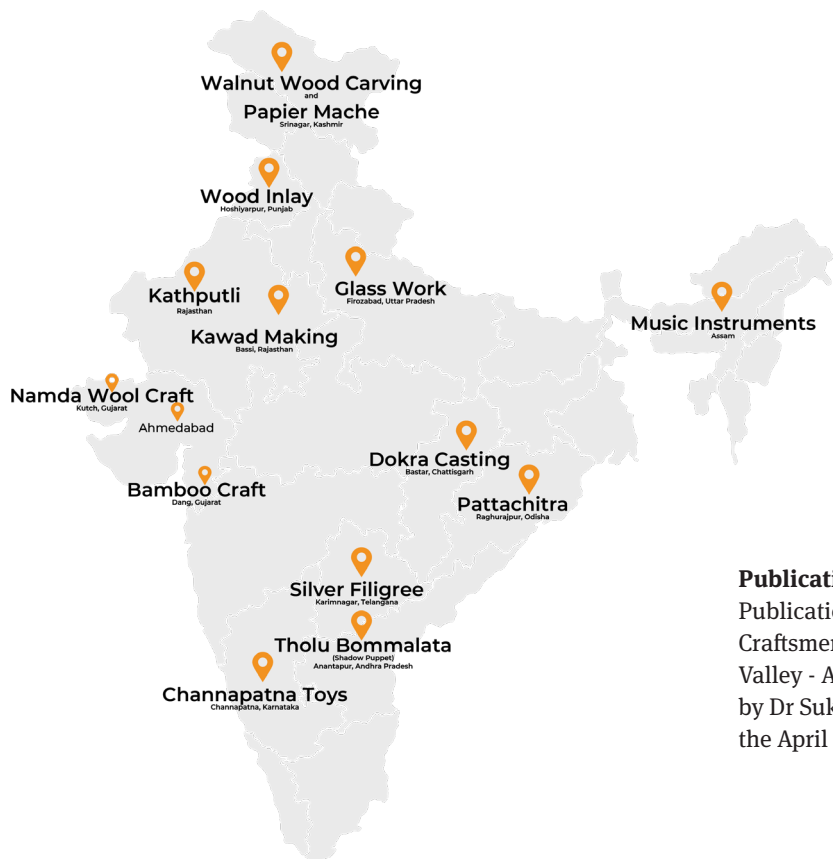 Walnut Wood Carving
and
Papier Mache
Srinagar, Kashmir
Wood Inlay
Hoshiyarpur, Punjab
Kathputli
Rajasthan
Glass Work
Firozabad, Uttar Pradesh
Kawad Making
Bassi, Rajasthan
Music Instruments
Assam
Namda Wool Craft
Kutch, Gujarat
Ahmedabad
Dokra Casting
Bastar, Chattisgarh
Bamboo Craft
Dang, Gujarat
Pattachitra
Raghurajpur, Odisha
Silver Filigree
Karimnagar, Telangana
Tholu Bommalata
(Shadow Puppet)
Anantapur, Andhra Pradesh
Channapatna Toys
Channapatna, Karnataka
Publicati
Publicatio
Craftsmer
Valley - A
by Dr Suk
the April